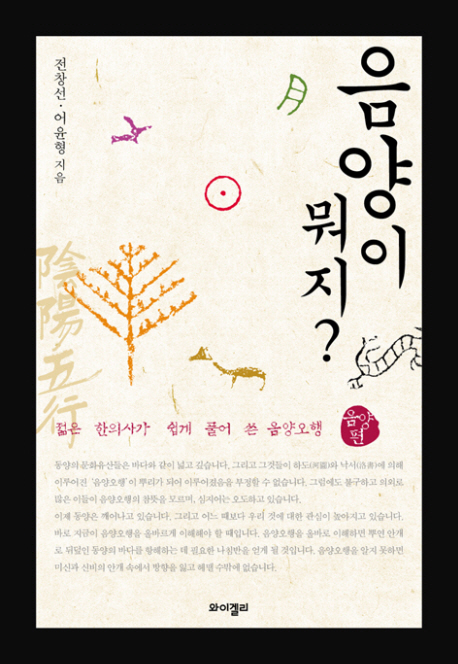 전창선·어윤형 지음
음양이
뭐지?
陰陽五行
젊은 한의사가 쉽게 풀어 쓴 음양오행
음양편
동양의 문화유산들은 바다와 같이 넓고 깊습니다. 그리고 그것들이 하도(河圖)와 낙서(洛書)에 의해
이루어진 '음양오행'이 뿌리가 되어 이루어졌음을 부정할 수 없습니다. 그럼에도 불구하고 의외로
많은 이들이 음양오행의 참뜻을 모르며, 심지어는 오도하고 있습니다.
이제 동양은 깨어나고 있습니다. 그리고 어느 때보다 우리 것에 대한 관심이 높아지고 있습니다.
바로 지금이 음양오행을 올바르게 이해해야 할 때입니다. 음양오행을 올바로 이해하면 뿌연 안개
로 뒤덮인 동양의 바다를 항해하는 데 필요한 나침반을 얻게 될 것입니다. 음양오행을 알지 못하면
미신과 신비의 안개 속에서 방향을 잃고 헤맬 수밖에 없습니다.
와이겔리